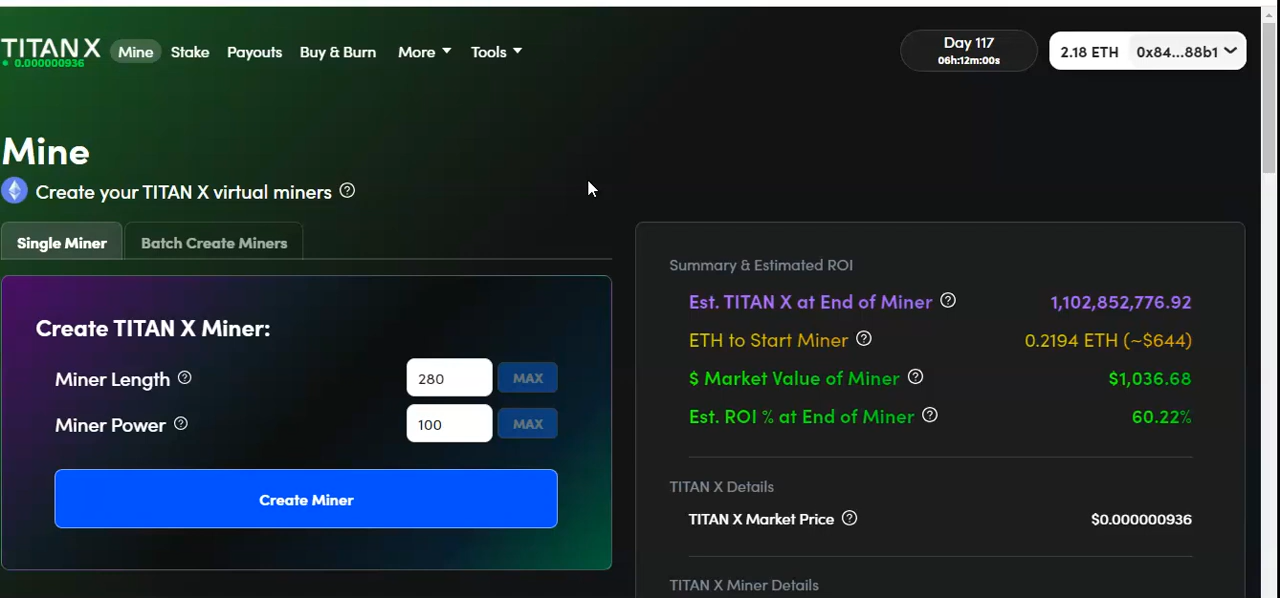 TITAN X Mine Stake Payouts Buy & Burn More Tools Day 117 2.18 ETH 0x84...88b1
0.000000936 06h:12m:00s
Mine
Create your TITAN X virtual miners ?
Single Miner Batch Create Miners
Create TITAN X Miner:
Miner Length ? 280 MAX
Miner Power ? 100 MAX
Create Miner
Summary & Estimated ROI
Est. TITAN X at End of Miner ? 1,102,852,776.92
ETH to Start Miner ? 0.2194 ETH (~$644)
$ Market Value of Miner ? $1,036.68
Est. ROI % at End of Miner ? 60.22%
TITAN X Details
TITAN X Market Price ? $0.000000936
TITAN X Miner Details